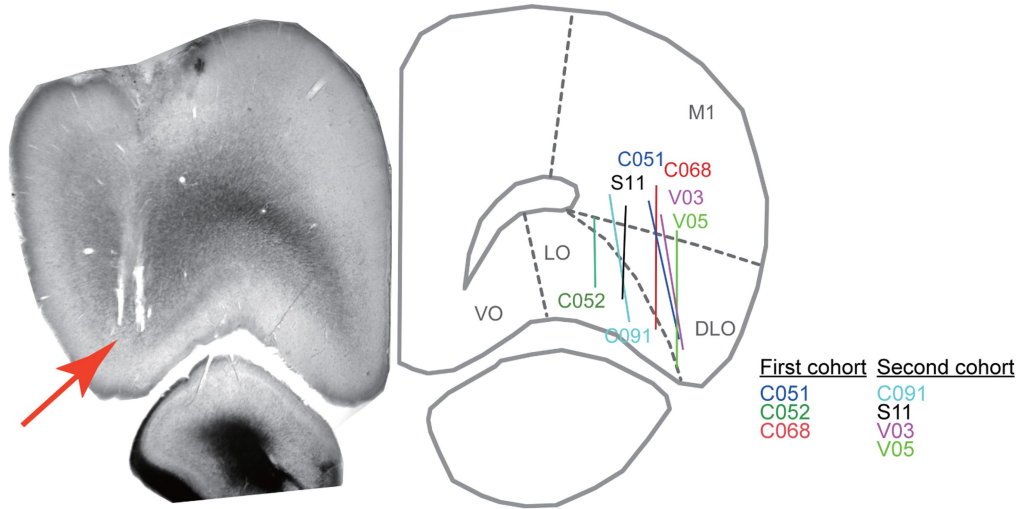 M1
C051
C068
S11
V03
V05
LO
C052
VO
C091
DLO
First cohort Second cohort
C051 C091
C052 S11
C068 V03
V05